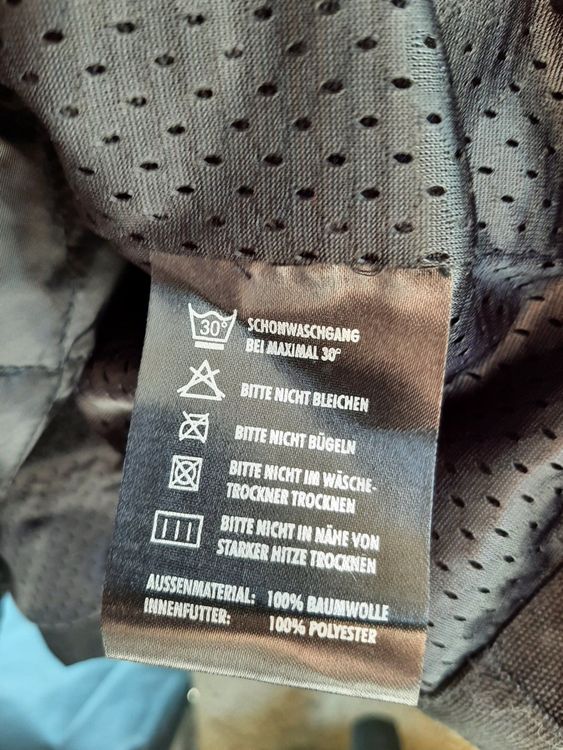 30°
SCHONWASCHGANG
BEI MAXIMAL 30°
BITTE NICHT BLEICHEN
BITTE NICHT BÜGELN
BITTE NICHT IM WÄSCHE-
TROCKNER TROCKNEN
BITTE NICHT IN NÄHE VON
STARKER HITZE TROCKNEN
AUSSENMATERIAL: 100% BAUMWOLLE
INNENFUTTER: 100% POLYESTER